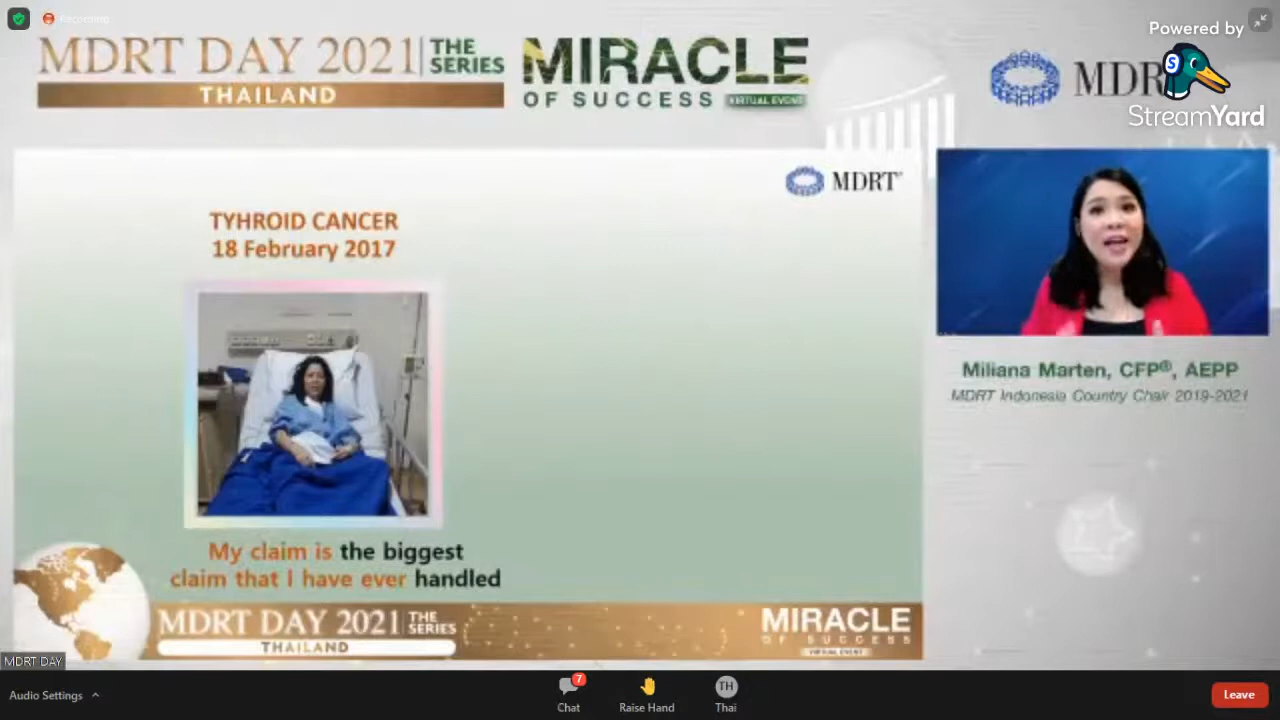 Recording
MDRT DAY 2021 THE SERIES
THAILAND
MIRACLE
OF SUCCESS VIRTUAL EVENT
MDR
Powered by
S
StreamYard
MDRT
TYHROID CANCER
18 February 2017
My claim is the biggest
claim that I have ever handled
Miliana Marten, CFP®, AEPP
MDRT Indonesia Country Chair 2019-2021
MDRT DAY 2021 THE SERIES
THAILAND
MIRACLE
OF SUCCESS
VIRTUAL EVENT
MDRT DAY
Audio Settings
7
Chat
Raise Hand
TH
Thai
Leave